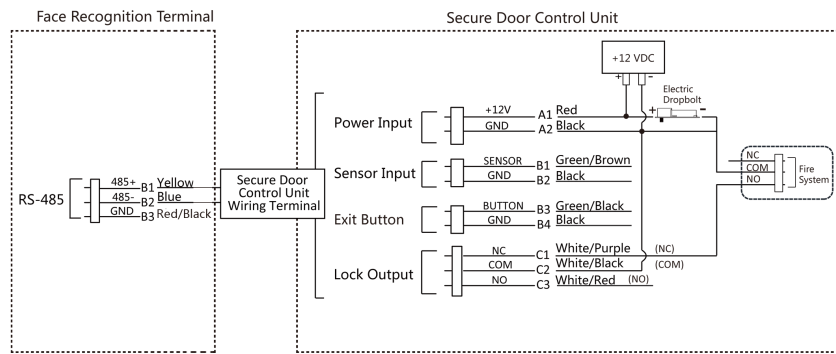 Face Recognition Terminal
Secure Door Control Unit
+12 VDC
+ -
Electric
Dropbolt
+ -
Power Input
+12V A1 Red
GND A2 Black
NC
COM
NO
Fire
System
Sensor Input
SENSOR B1 Green/Brown
GND B2 Black
RS-485
485+ B1 Yellow
485- B2 Blue
GND B3 Red/Black
Secure Door
Control Unit
Wiring Terminal
Exit Button
BUTTON B3 Green/Black
GND B4 Black
Lock Output
NC C1 White/Purple (NC)
COM C2 White/Black (COM)
NO C3 White/Red (NO)